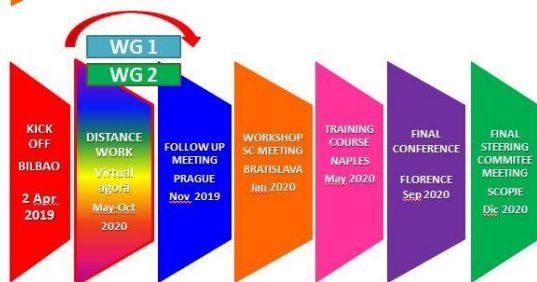 WG 1
WG 2
KICK
OFF
BILBAO
2 Apr
2019
DISTANCE
WORK
Virtual
agora
May-Oct
2020
FOLLOW UP
MEETING
PRAGUE
Nov 2019
WORKSHOP
SC MEETING
BRATISLAVA
Jan 2020
TRAINING
COURSE
NAPLES
May 2020
FINAL
CONFERENCE
FLORENCE
Sep 2020
FINAL
STEERING
COMMITEE
MEETING
SCOPIE
Dic 2020